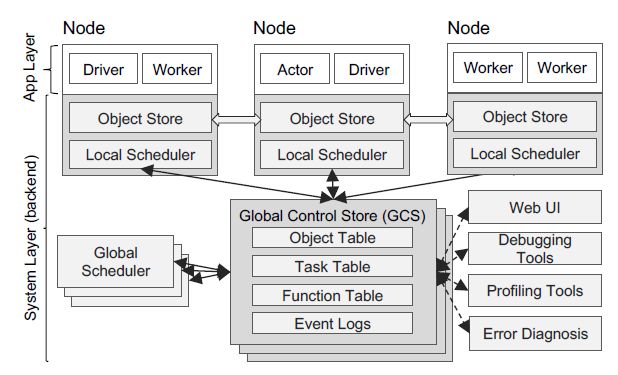 Node
Node
Node
App Layer
Driver
Worker
Actor
Driver
Worker
Worker
Object Store
Object Store
Object Store
Local Scheduler
Local Scheduler
Local Scheduler
System Layer (backend)
Global Control Store (GCS)
Object Table
Task Table
Function Table
Event Logs
Global
Scheduler
Web UI
Debugging
Tools
Profiling Tools
Error Diagnosis